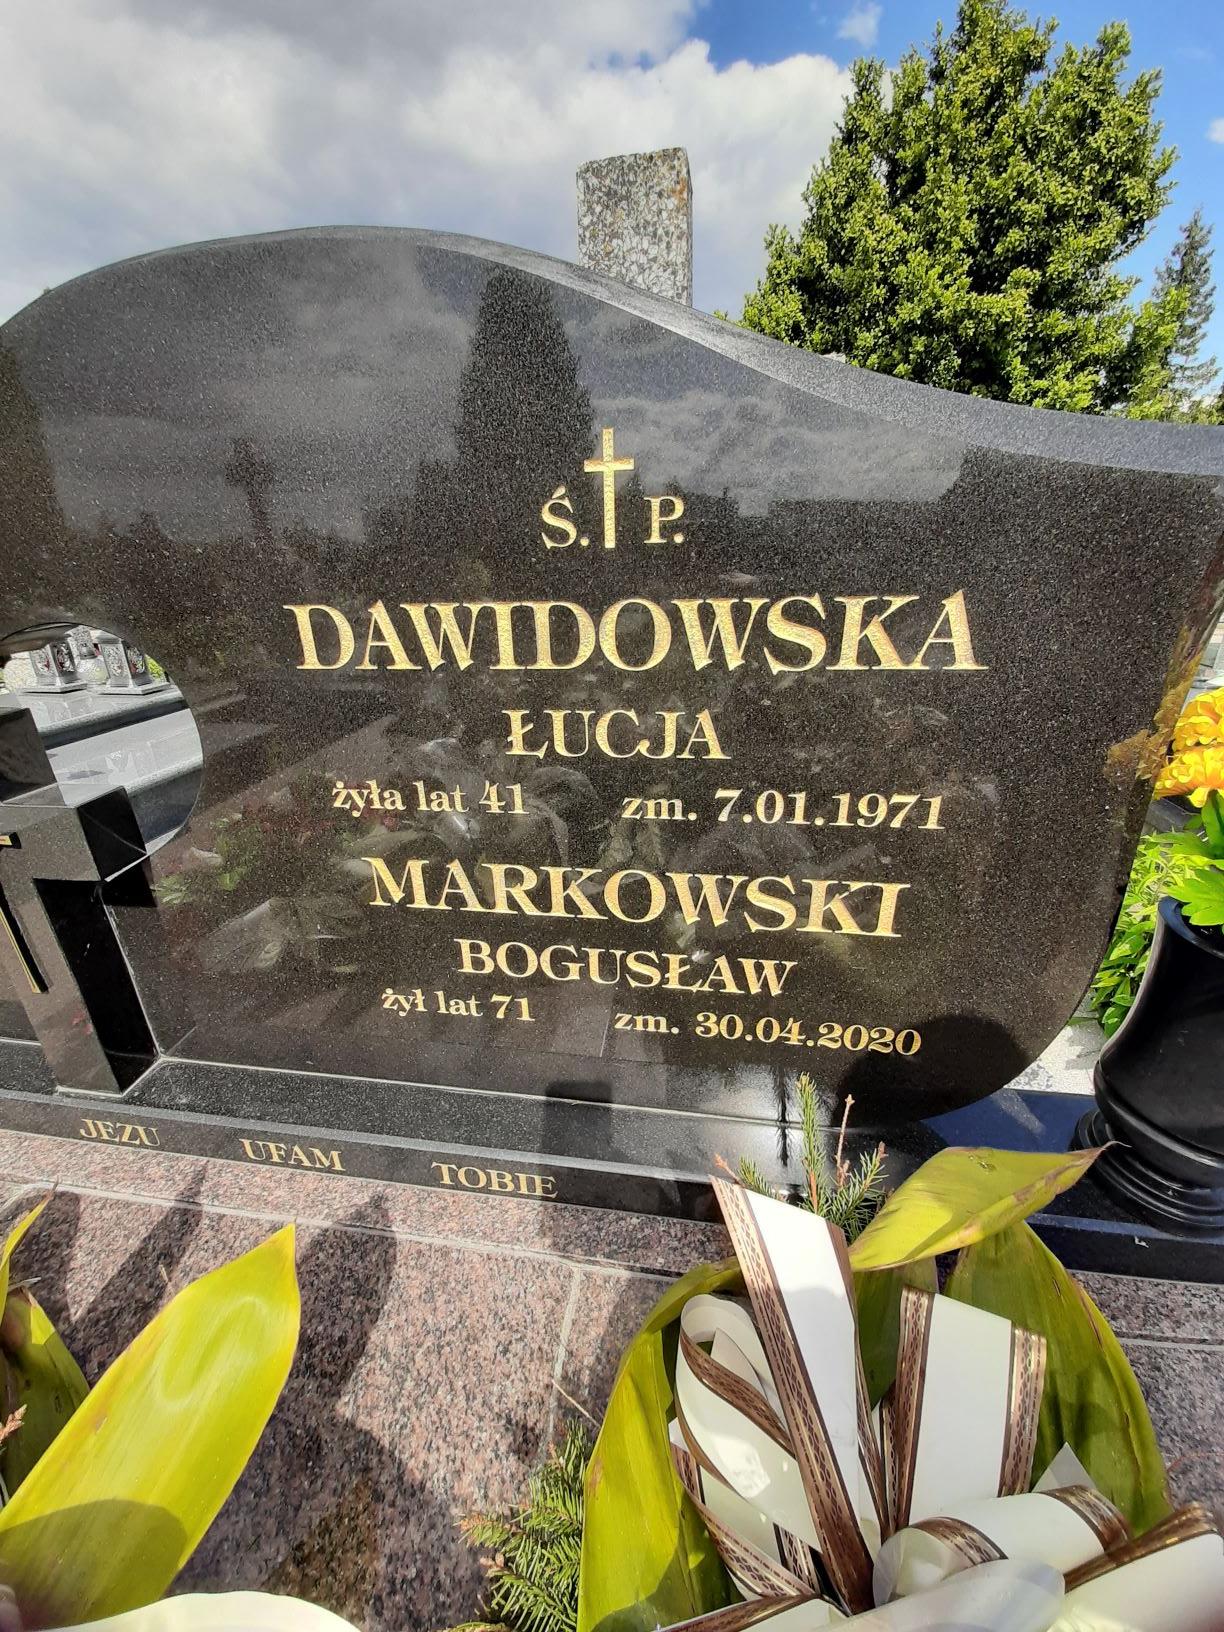 Ś. P.
DAWIDOWSKA
ŁUCJA
żyła lat 41 zm. 7.01.1971
MARKOWSKI
BOGUSŁAW
żył lat 71 zm. 30.04.2020
JEZU UFAM TOBIE